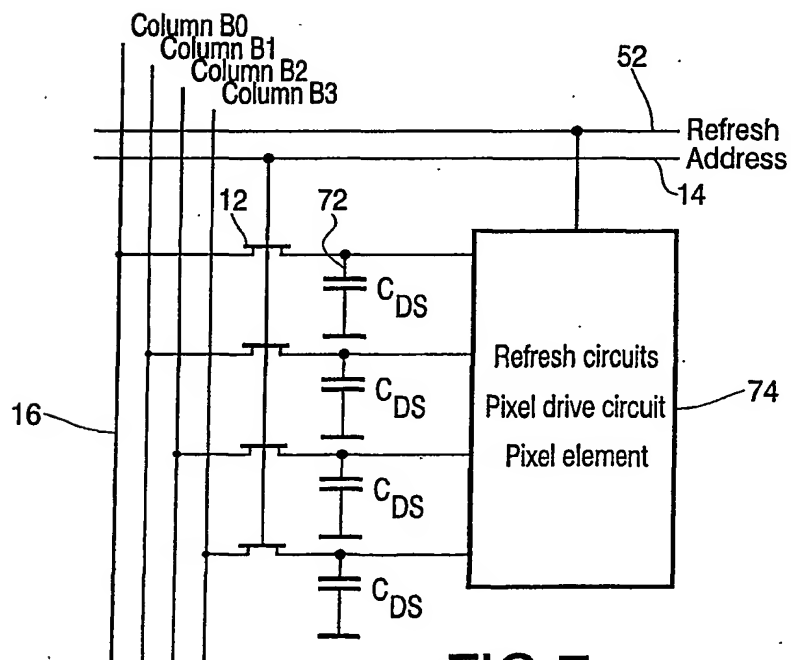 Column B0
Column B1
Column B2
Column B3
52
Refresh
Address
14
12
72
C_DS
C_DS
C_DS
C_DS
Refresh circuits
Pixel drive circuit
Pixel element
74
16